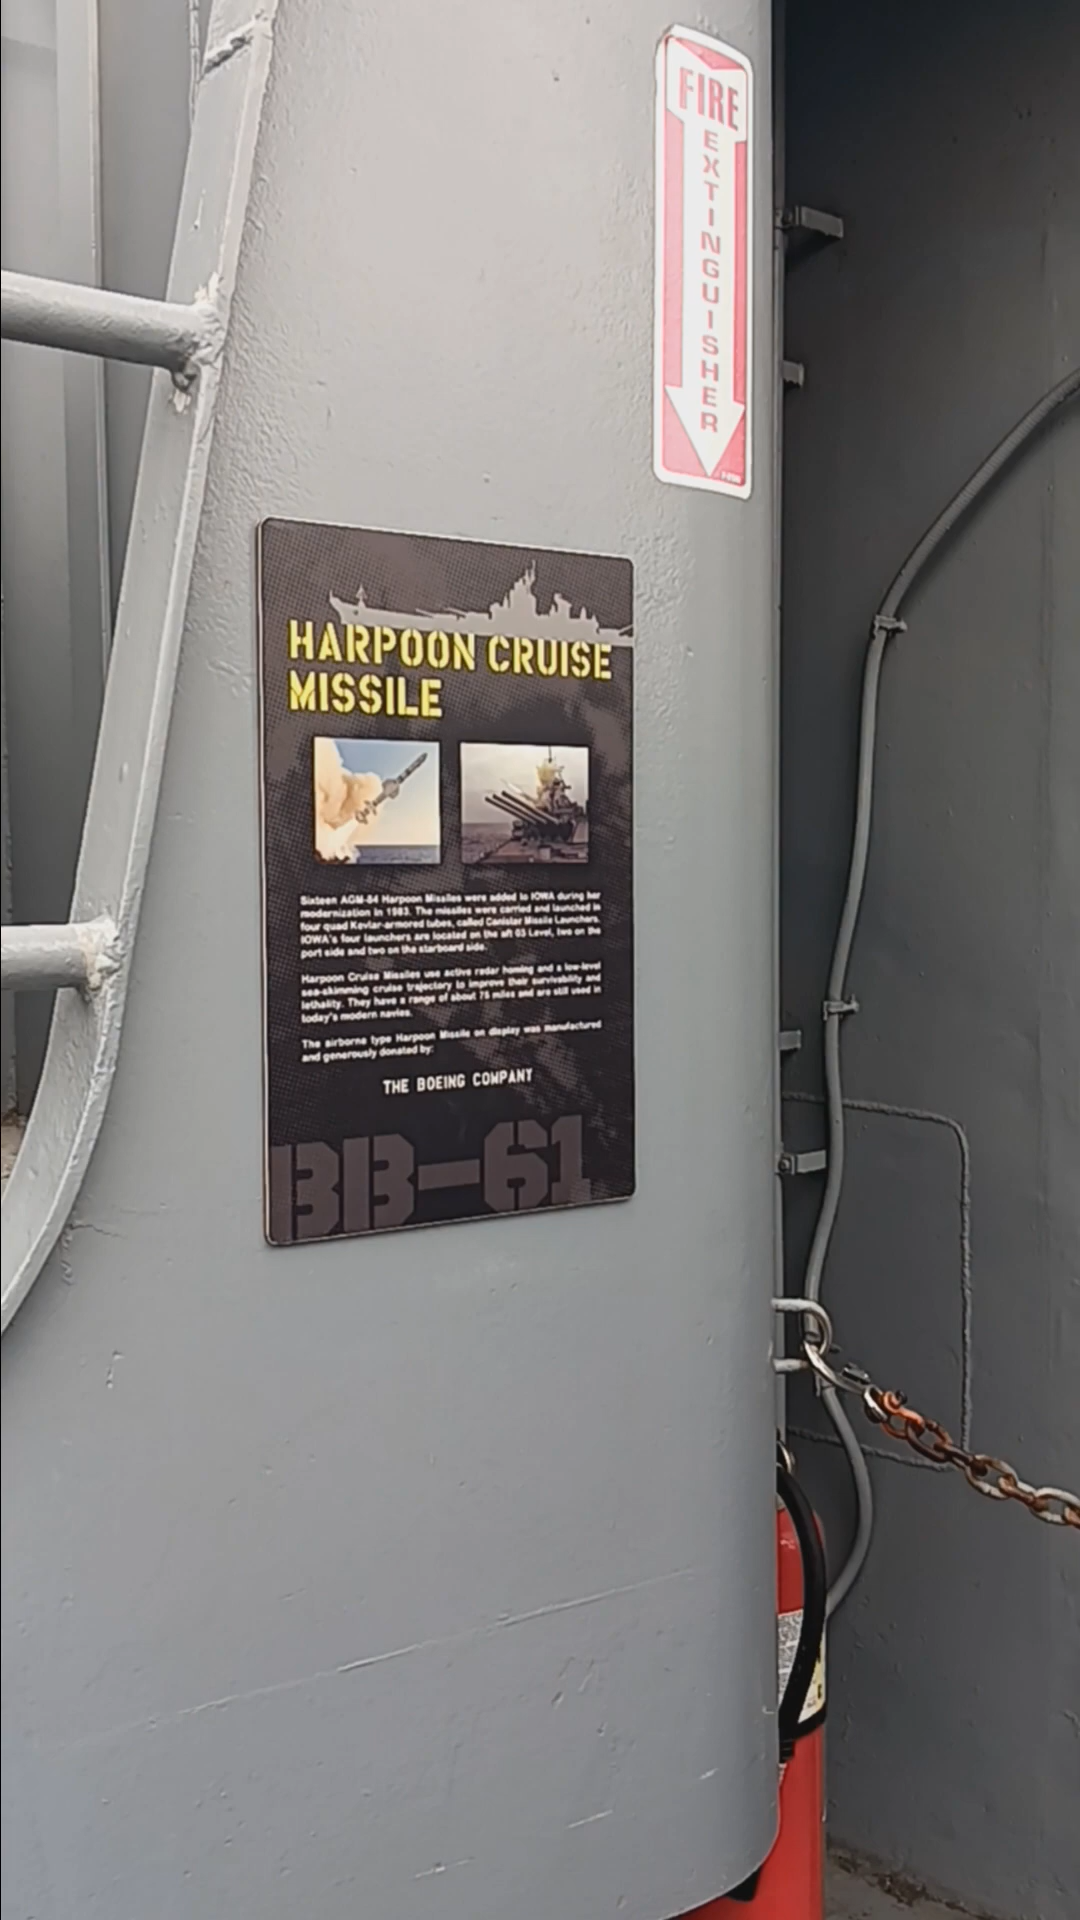 FIRE
EXTINGUISHER
HARPOON CRUISE
MISSILE
Sixteen AGM-84 Harpoon Missiles were added to IOWA during her
modernization in 1983. The missiles were carried and launched in
four quad Kevlar-armored tubes, called Canister Missile Launchers.
IOWA's four launchers are located on the aft 03 Level, two on the
port side and two on the starboard side.
Harpoon Cruise Missiles use active radar homing and a low-level
sea-skimming cruise trajectory to improve their survivability and
lethality. They have a range of about 75 miles and are still used in
today's modern navies.
The airborne type Harpoon Missile on display was manufactured
and generously donated by:
THE BOEING COMPANY
BB-61